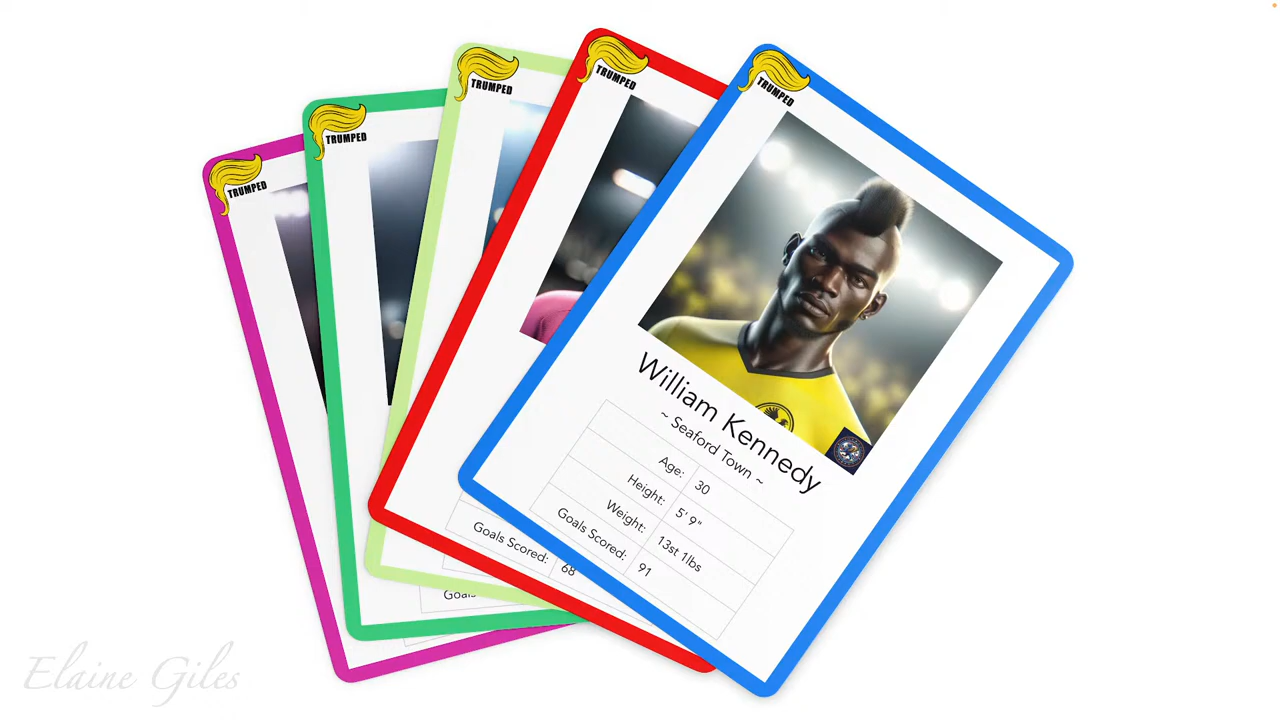 TRUMPED
TRUMPED
TRUMPED
TRUMPED
TRUMPED
William Kennedy
~ Seaford Town ~
Age: 30
Height: 5' 9"
Weight: 13st 1lbs
Goals Scored: 91
Goals Scored: 68
Goals
Elaine Giles